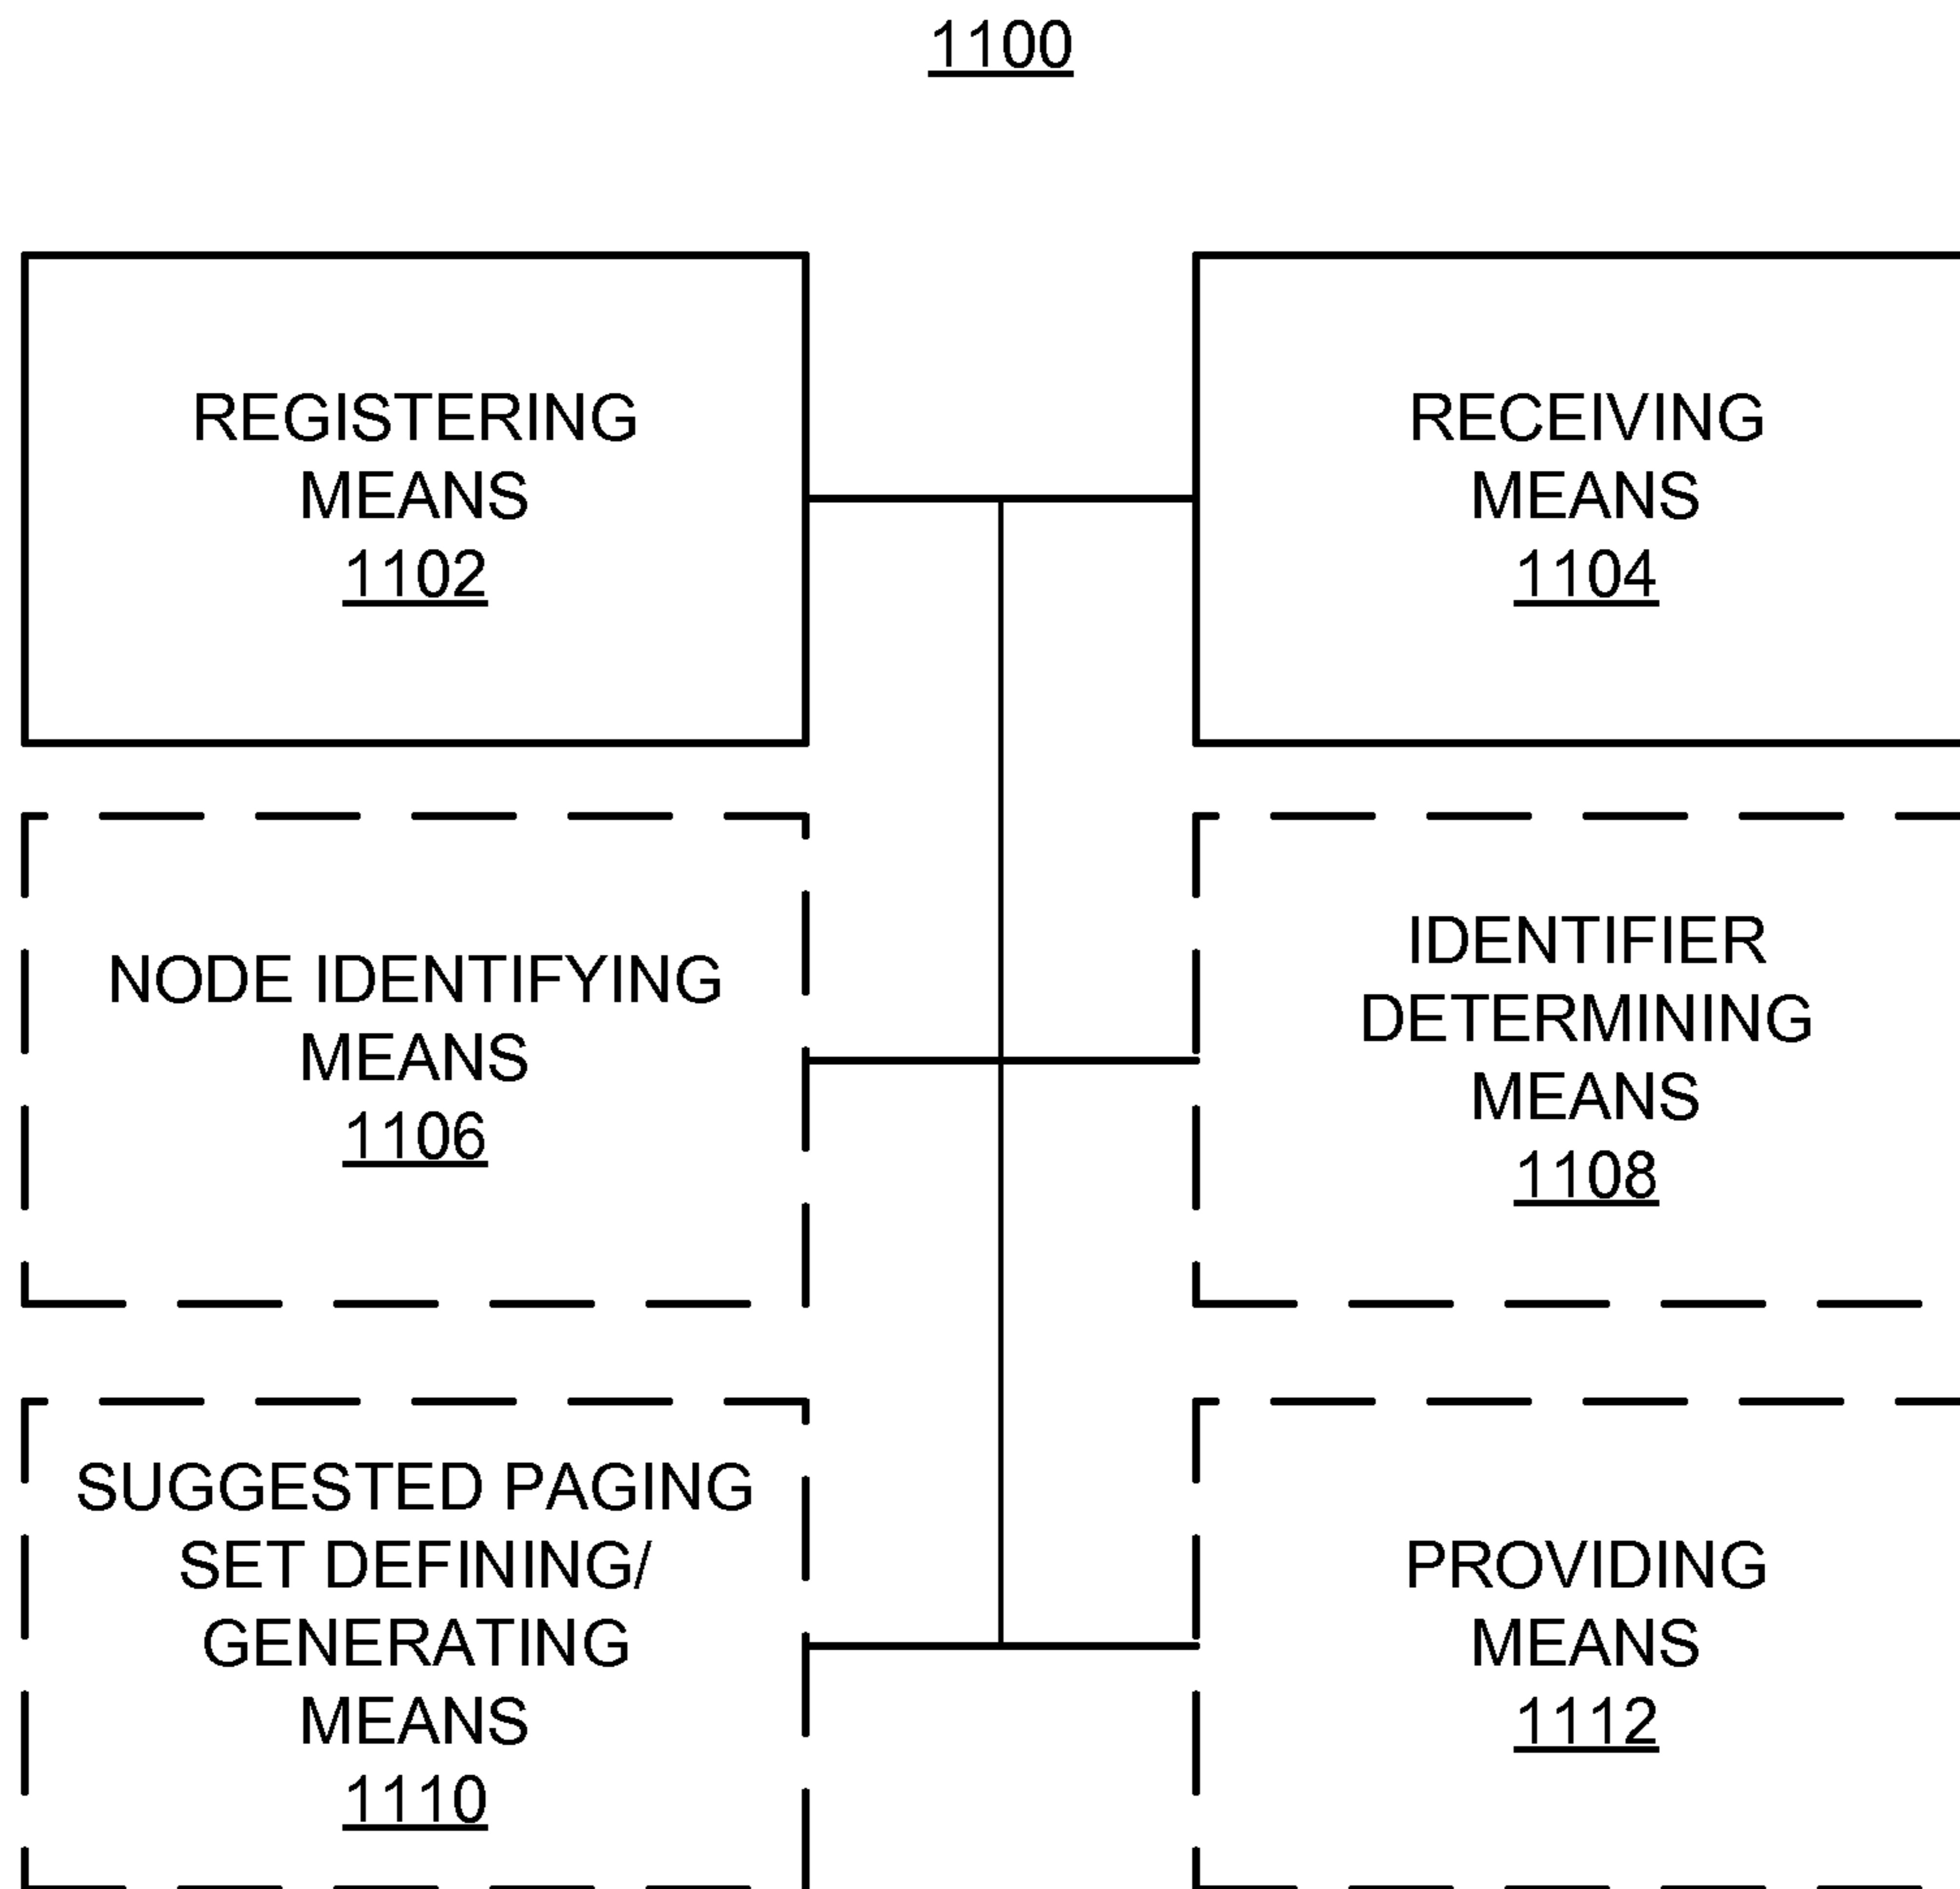 1100
REGISTERING
MEANS
1102
RECEIVING
MEANS
1104
NODE IDENTIFYING
MEANS
1106
IDENTIFIER
DETERMINING
MEANS
1108
SUGGESTED PAGING
SET DEFINING/
GENERATING
MEANS
1110
PROVIDING
MEANS
1112